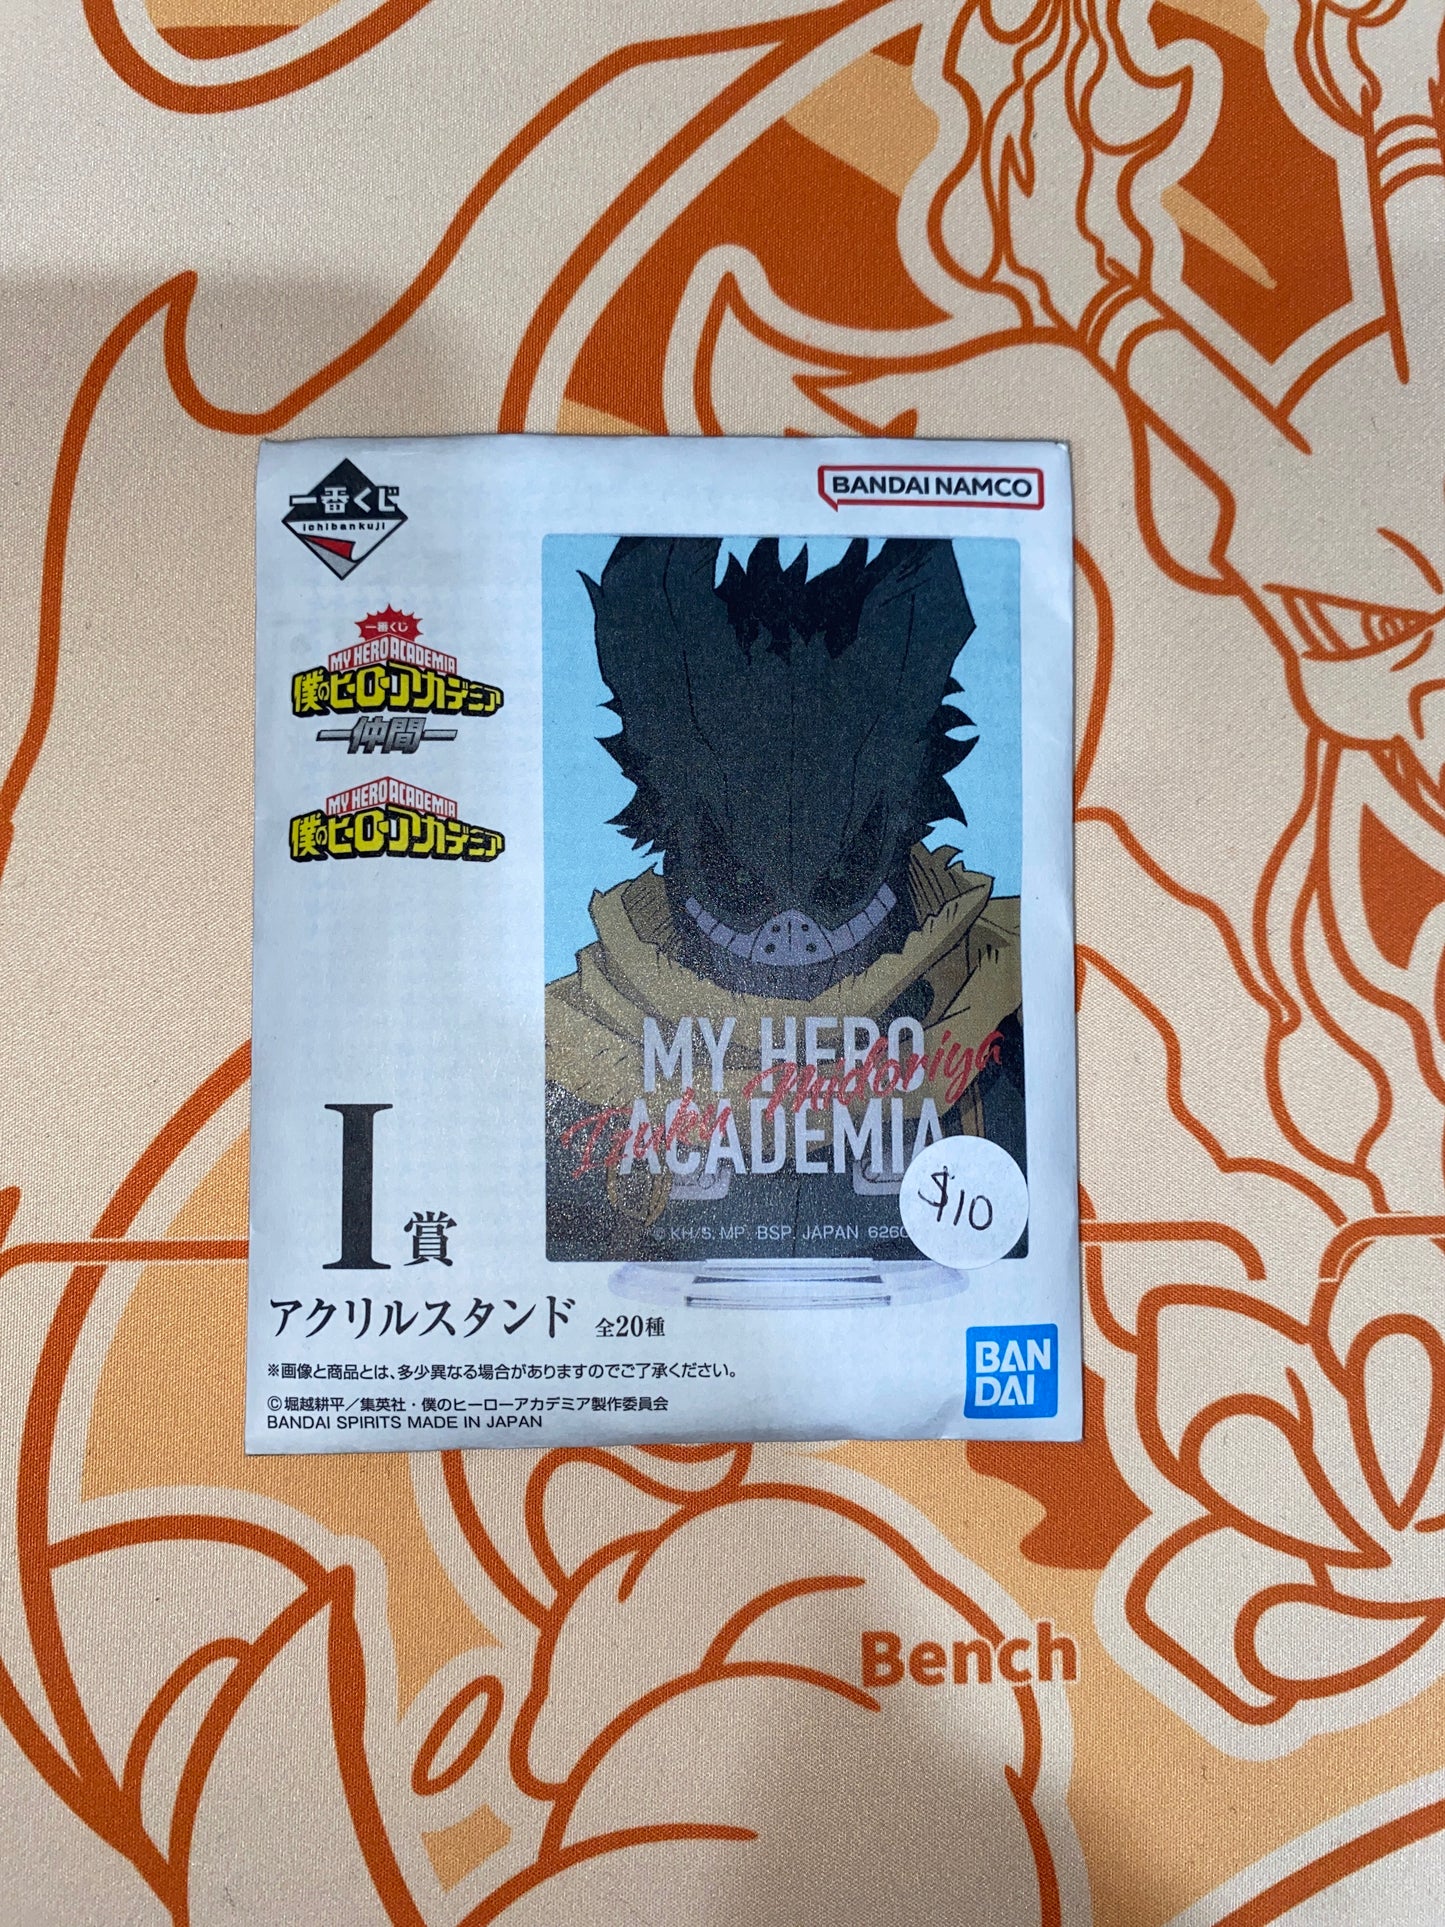 一番くじ
ichibankuji
BANDAI NAMCO
一番くじ
MY HERO ACADEMIA
僕のヒーローアカデミア
―仲間―
MY HERO ACADEMIA
僕のヒーローアカデミア
MY HERO
ACADEMIA
Izuku Midoriya
$10
© KH/S, MP. BSP. JAPAN 6260
I賞
アクリルスタンド 全20種
BAN
DAI
※画像と商品とは、多少異なる場合がありますのでご了承ください。
©堀越耕平／集英社・僕のヒーローアカデミア製作委員会
BANDAI SPIRITS MADE IN JAPAN
Bench